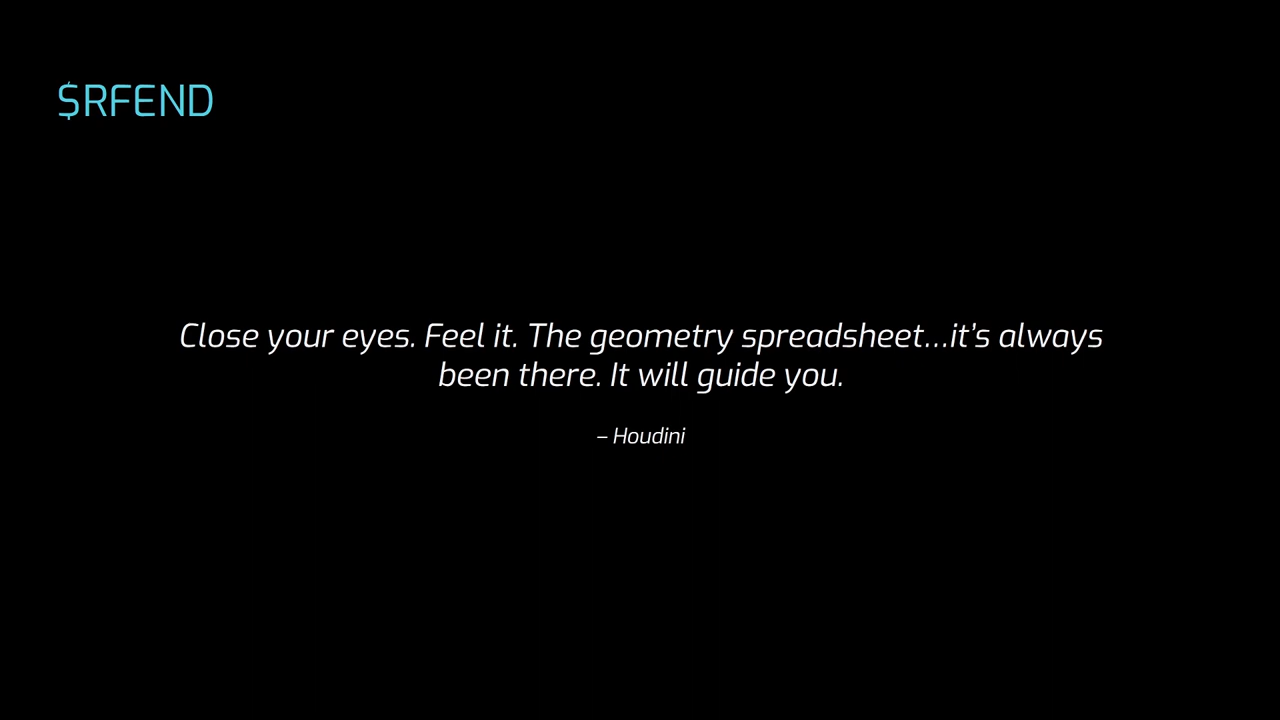 $RFEND
Close your eyes. Feel it. The geometry spreadsheet…it’s always
been there. It will guide you.
– Houdini